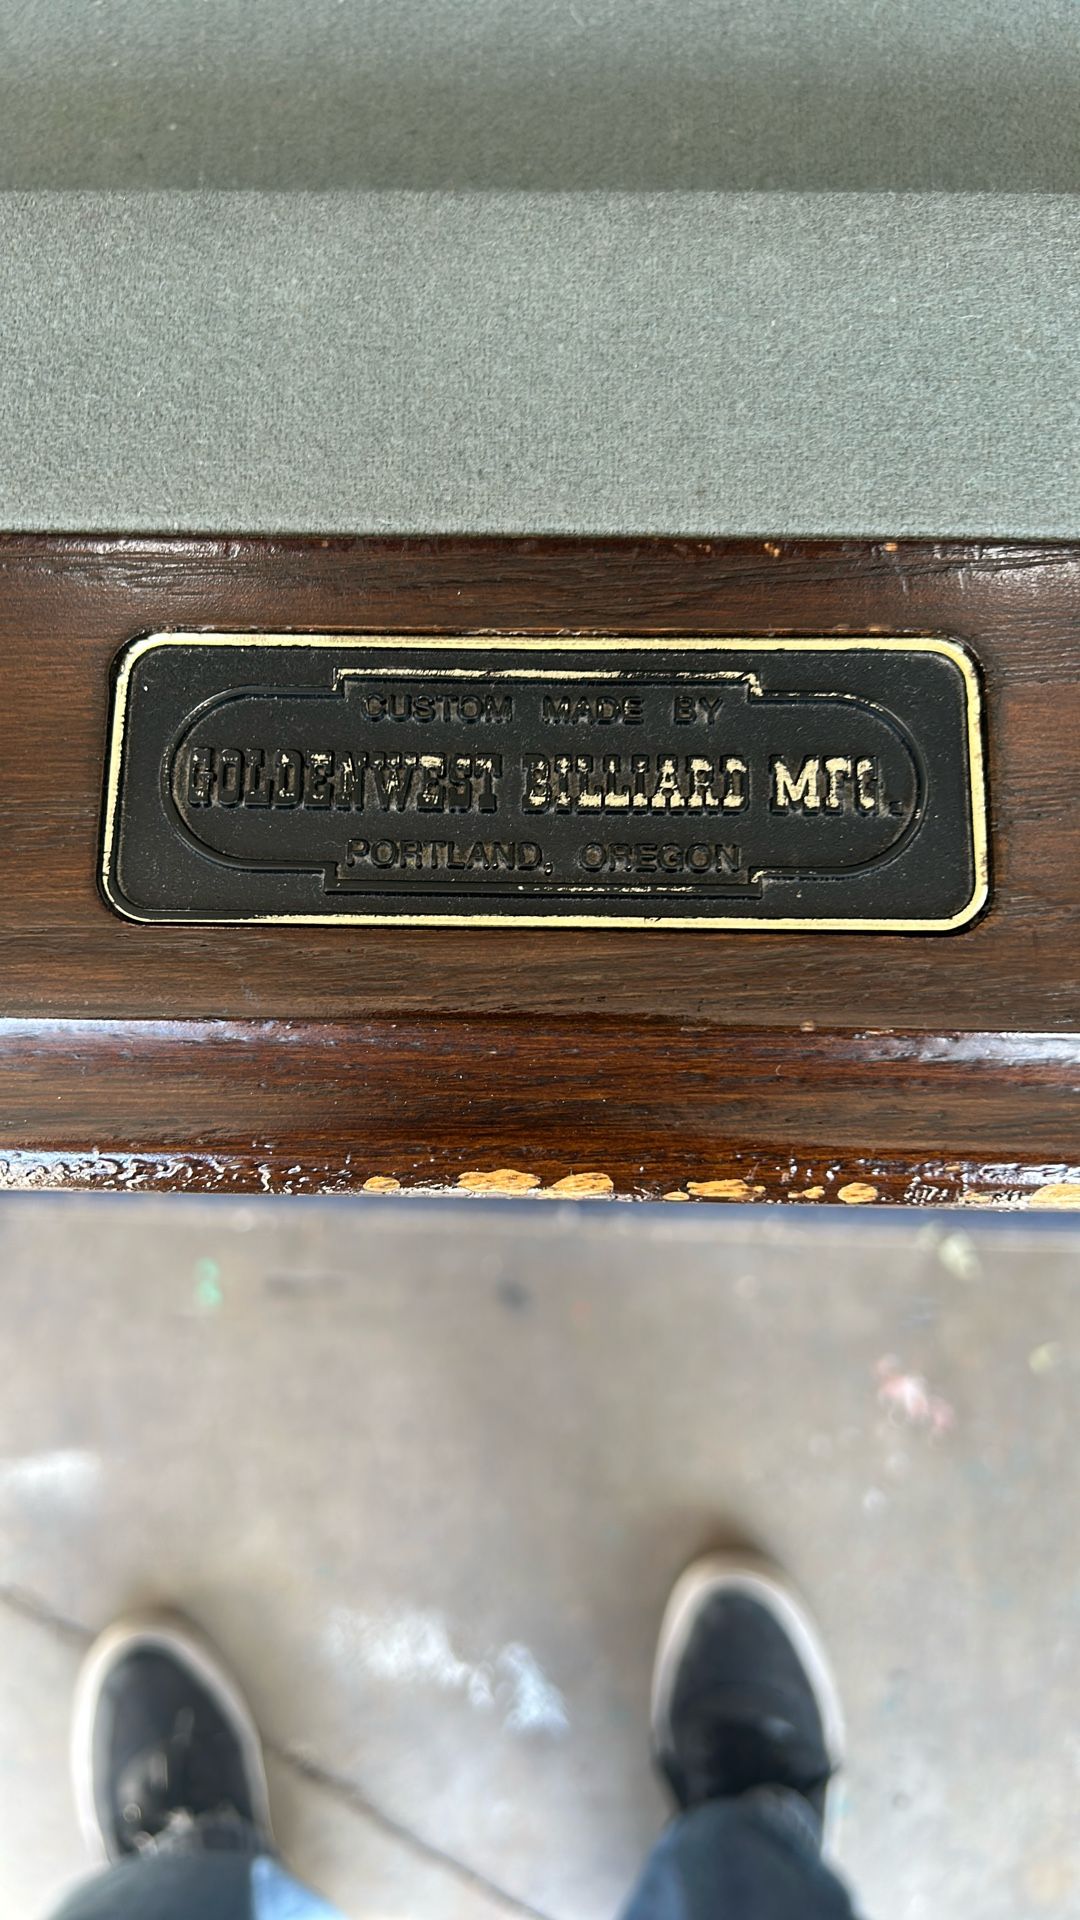 CUSTOM MADE BY
GOLDENWEST BILLIARD MFG.
PORTLAND, OREGON